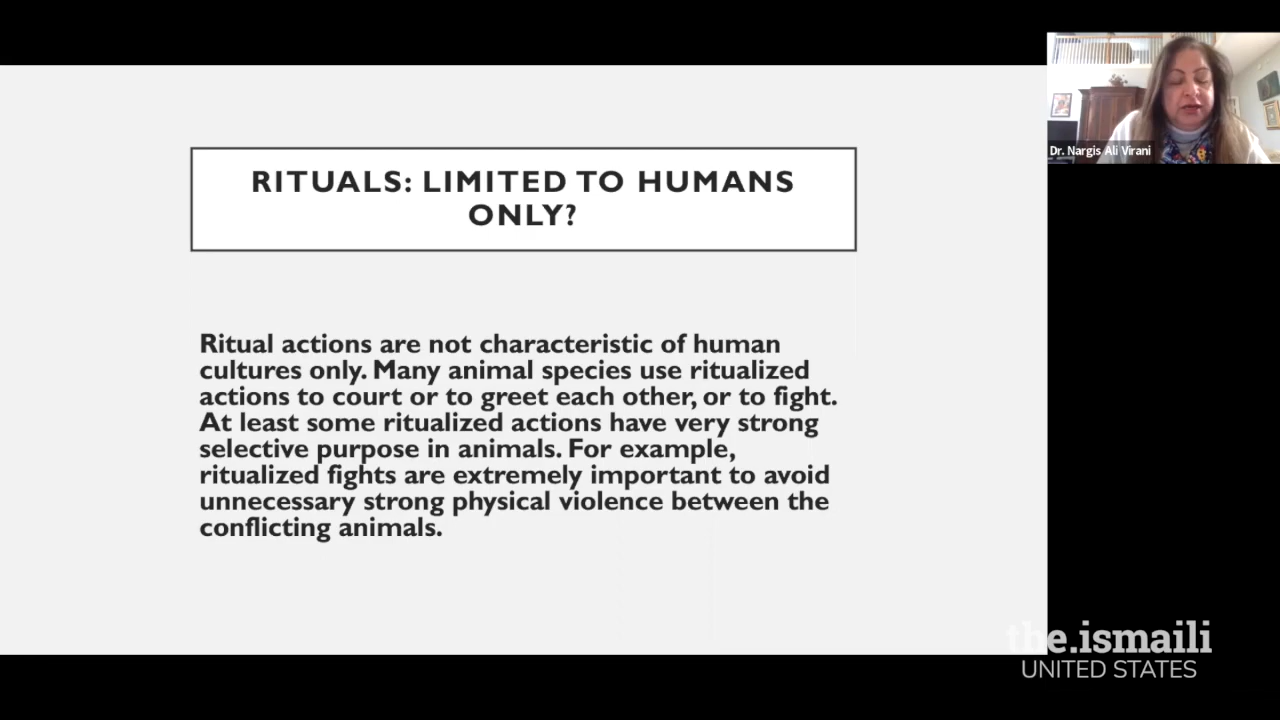 RITUALS: LIMITED TO HUMANS
ONLY?
Ritual actions are not characteristic of human
cultures only. Many animal species use ritualized
actions to court or to greet each other, or to fight.
At least some ritualized actions have very strong
selective purpose in animals. For example,
ritualized fights are extremely important to avoid
unnecessary strong physical violence between the
conflicting animals.
Dr. Nargis Ali Virani
the.ismaili
UNITED STATES